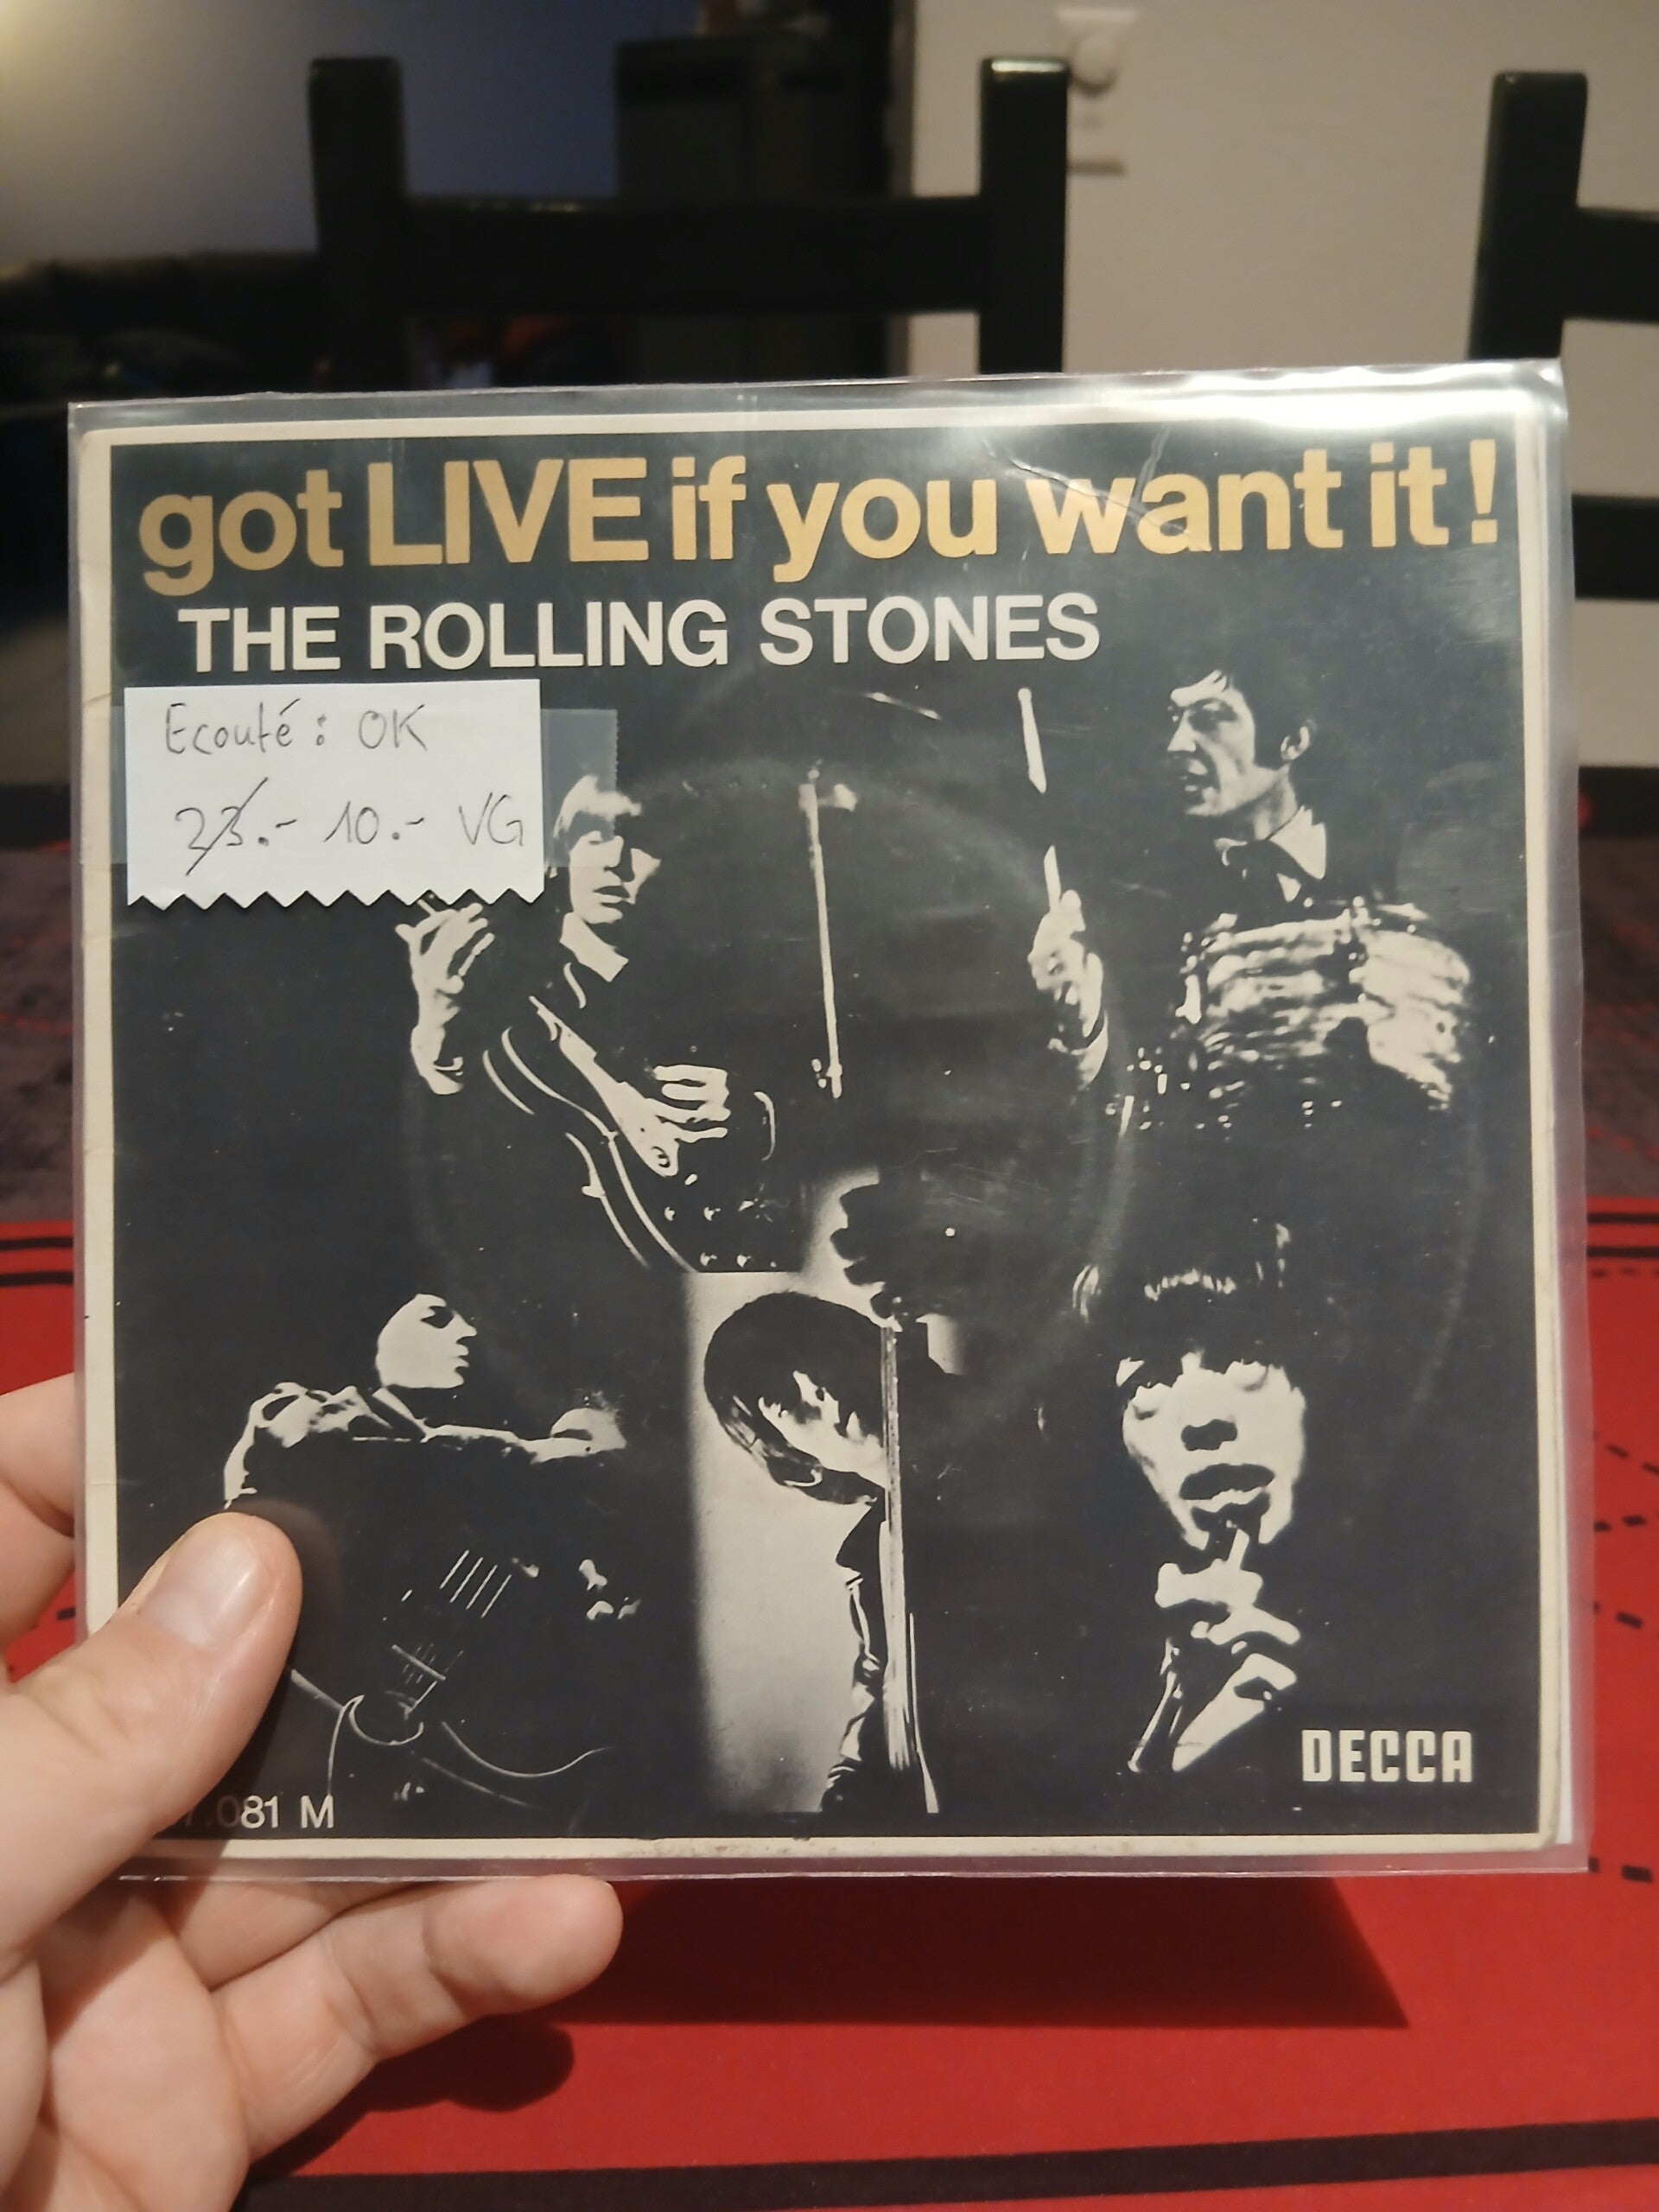 got LIVE if you want it!
THE ROLLING STONES
Ecouté : OK
23.- 10.- VG
DECCA
081 M